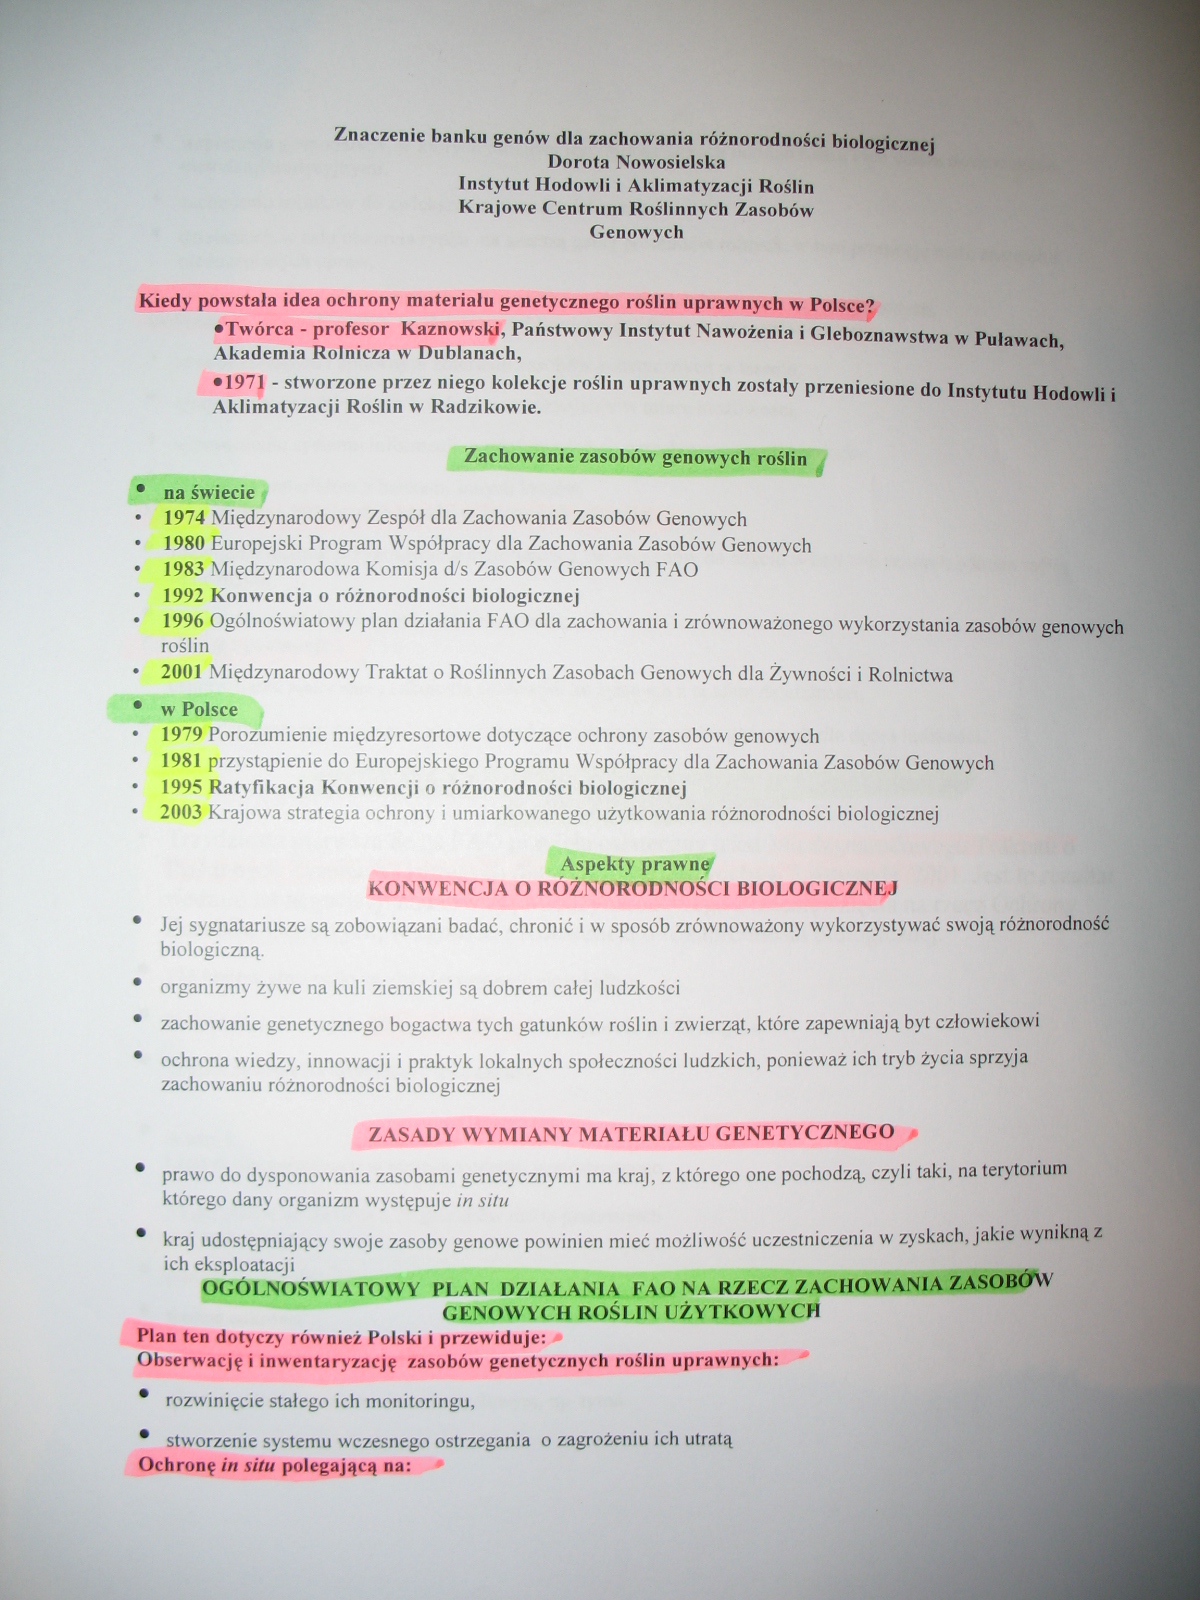 Znaczenie banku genów dla zachowania różnorodności biologicznej
Dorota Nowosielska
Instytut Hodowli i Aklimatyzacji Roślin
Krajowe Centrum Roślinnych Zasobów
Genowych
Kiedy powstała idea ochrony materiału genetycznego roślin uprawnych w Polsce?
•Twórca - profesor Kaznowski, Państwowy Instytut Nawożenia i Gleboznawstwa w Puławach,
Akademia Rolnicza w Dublanach,
•1971 - stworzone przez niego kolekcje roślin uprawnych zostały przeniesione do Instytutu Hodowli i
Aklimatyzacji Roślin w Radzikowie.
Zachowanie zasobów genowych roślin
• na świecie
• 1974 Międzynarodowy Zespół dla Zachowania Zasobów Genowych
• 1980 Europejski Program Współpracy dla Zachowania Zasobów Genowych
• 1983 Międzynarodowa Komisja d/s Zasobów Genowych FAO
• 1992 Konwencja o różnorodności biologicznej
• 1996 Ogólnoświatowy plan działania FAO dla zachowania i zrównoważonego wykorzystania zasobów genowych
roślin
• 2001 Międzynarodowy Traktat o Roślinnych Zasobach Genowych dla Żywności i Rolnictwa
• w Polsce
• 1979 Porozumienie międzyresortowe dotyczące ochrony zasobów genowych
• 1981 przystąpienie do Europejskiego Programu Współpracy dla Zachowania Zasobów Genowych
• 1995 Ratyfikacja Konwencji o różnorodności biologicznej
• 2003 Krajowa strategia ochrony i umiarkowanego użytkowania różnorodności biologicznej
Aspekty prawne
KONWENCJA O RÓŻNORODNOŚCI BIOLOGICZNEJ
• Jej sygnatariusze są zobowiązani badać, chronić i w sposób zrównoważony wykorzystywać swoją różnorodność
biologiczną.
• organizmy żywe na kuli ziemskiej są dobrem całej ludzkości
• zachowanie genetycznego bogactwa tych gatunków roślin i zwierząt, które zapewniają byt człowiekowi
• ochrona wiedzy, innowacji i praktyk lokalnych społeczności ludzkich, ponieważ ich tryb życia sprzyja
zachowaniu różnorodności biologicznej
ZASADY WYMIANY MATERIAŁU GENETYCZNEGO
• prawo do dysponowania zasobami genetycznymi ma kraj, z którego one pochodzą, czyli taki, na terytorium
którego dany organizm występuje in situ
• kraj udostępniający swoje zasoby genowe powinien mieć możliwość uczestniczenia w zyskach, jakie wynikną z
ich eksploatacji
OGÓLNOŚWIATOWY PLAN DZIAŁANIA FAO NA RZECZ ZACHOWANIA ZASOBÓW
GENOWYCH ROŚLIN UŻYTKOWYCH
Plan ten dotyczy również Polski i przewiduje:
Obserwację i inwentaryzację zasobów genetycznych roślin uprawnych:
• rozwinięcie stałego ich monitoringu,
• stworzenie systemu wczesnego ostrzegania o zagrożeniu ich utratą
Ochronę in situ polegającą na: